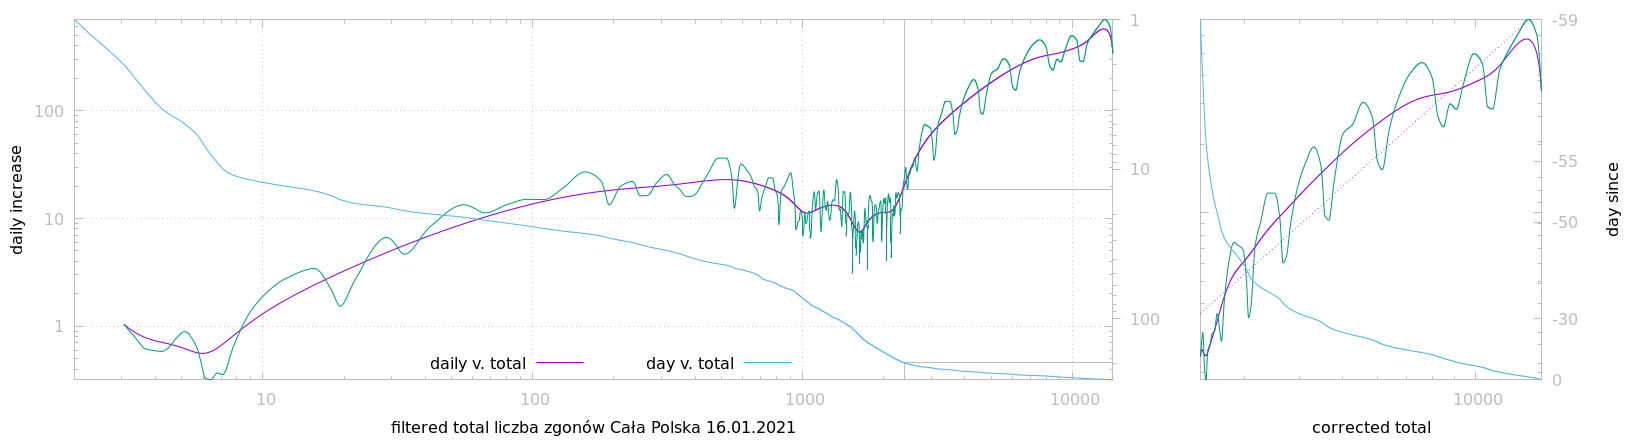 daily increase
100
10
1
daily v. total
day v. total
10
100
1000
10000
1
10
100
filtered total liczba zgonów Cała Polska 16.01.2021
10000
corrected total
-59
-55
-50
-30
0
day since